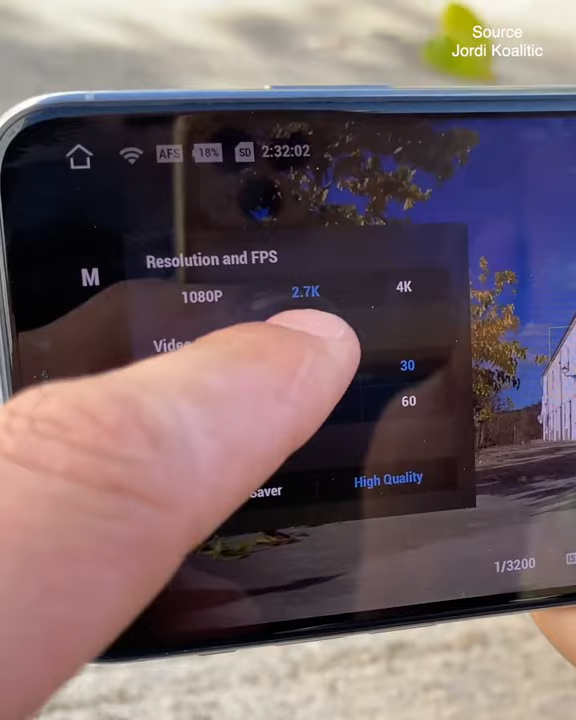 Source
Jordi Koalitic
AFS 18% SD 2:32:02
M
Resolution and FPS
1080P 2.7K 4K
30
60
High Quality
1/3200